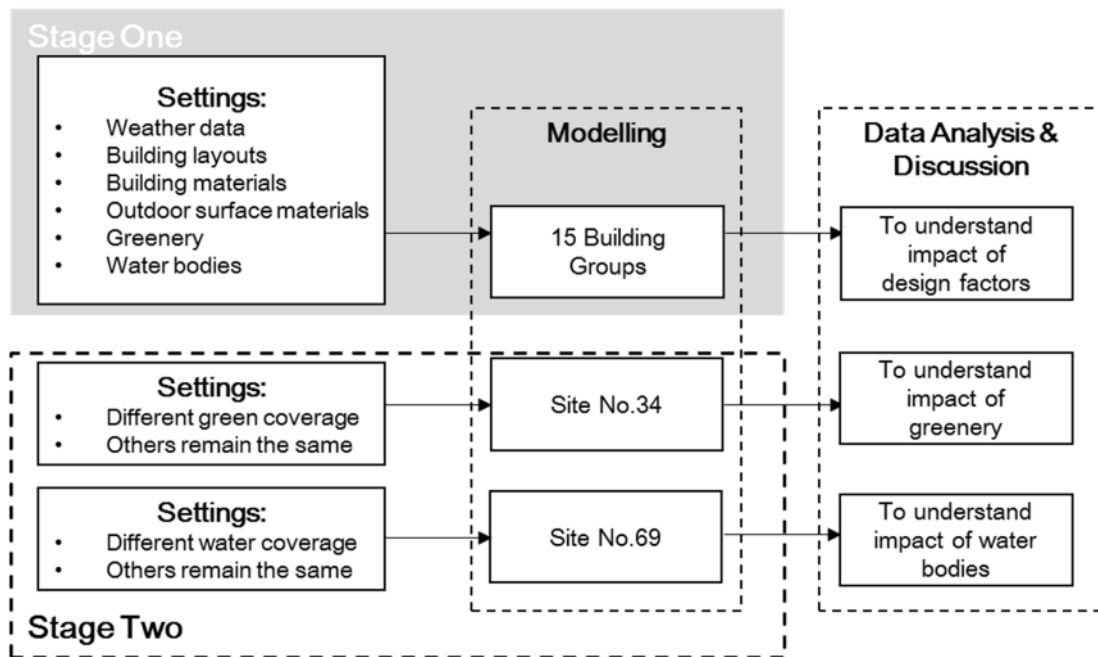 Stage One
Settings:
• Weather data
• Building layouts
• Building materials
• Outdoor surface materials
• Greenery
• Water bodies
Modelling
15 Building
Groups
Data Analysis &
Discussion
To understand
impact of
design factors
Settings:
• Different green coverage
• Others remain the same
Site No.34
To understand
impact of
greenery
Settings:
• Different water coverage
• Others remain the same
Site No.69
To understand
impact of water
bodies
Stage Two